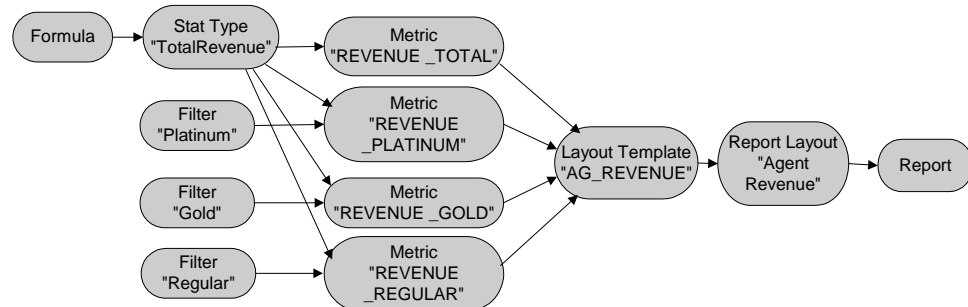 Formula
Stat Type
"TotalRevenue"
Metric
"REVENUE _TOTAL"
Filter
"Platinum"
Metric
"REVENUE
_PLATINUM"
Filter
"Gold"
Metric
"REVENUE _GOLD"
Filter
"Regular"
Metric
"REVENUE
_REGULAR"
Layout Template
"AG_REVENUE"
Report Layout
"Agent
Revenue"
Report